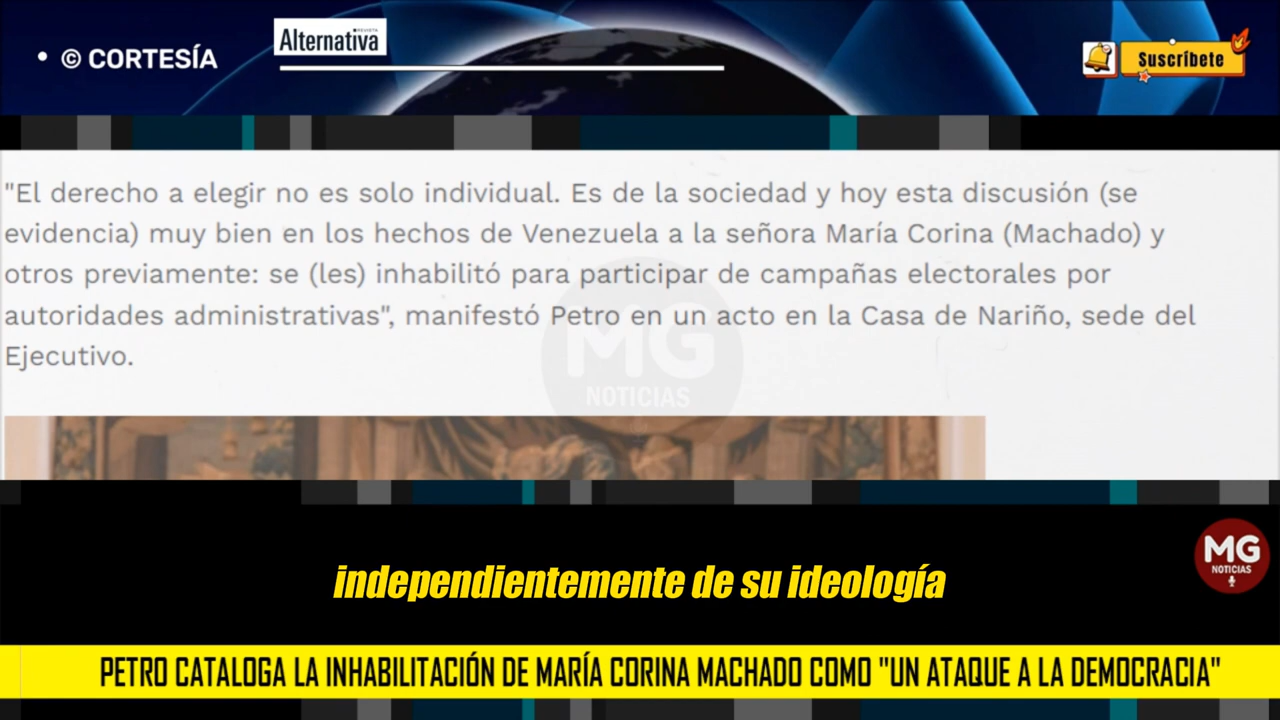 • © CORTESÍA
REVISTA
Alternativa
Suscríbete
"El derecho a elegir no es solo individual. Es de la sociedad y hoy esta discusión (se
evidencia) muy bien en los hechos de Venezuela a la señora María Corina (Machado) y
otros previamente: se (les) inhabilitó para participar de campañas electorales por
autoridades administrativas", manifestó Petro en un acto en la Casa de Nariño, sede del
Ejecutivo.
MG
NOTICIAS
independientemente de su ideología
MG
NOTICIAS
PETRO CATALOGA LA INHABILITACIÓN DE MARÍA CORINA MACHADO COMO "UN ATAQUE A LA DEMOCRACIA"